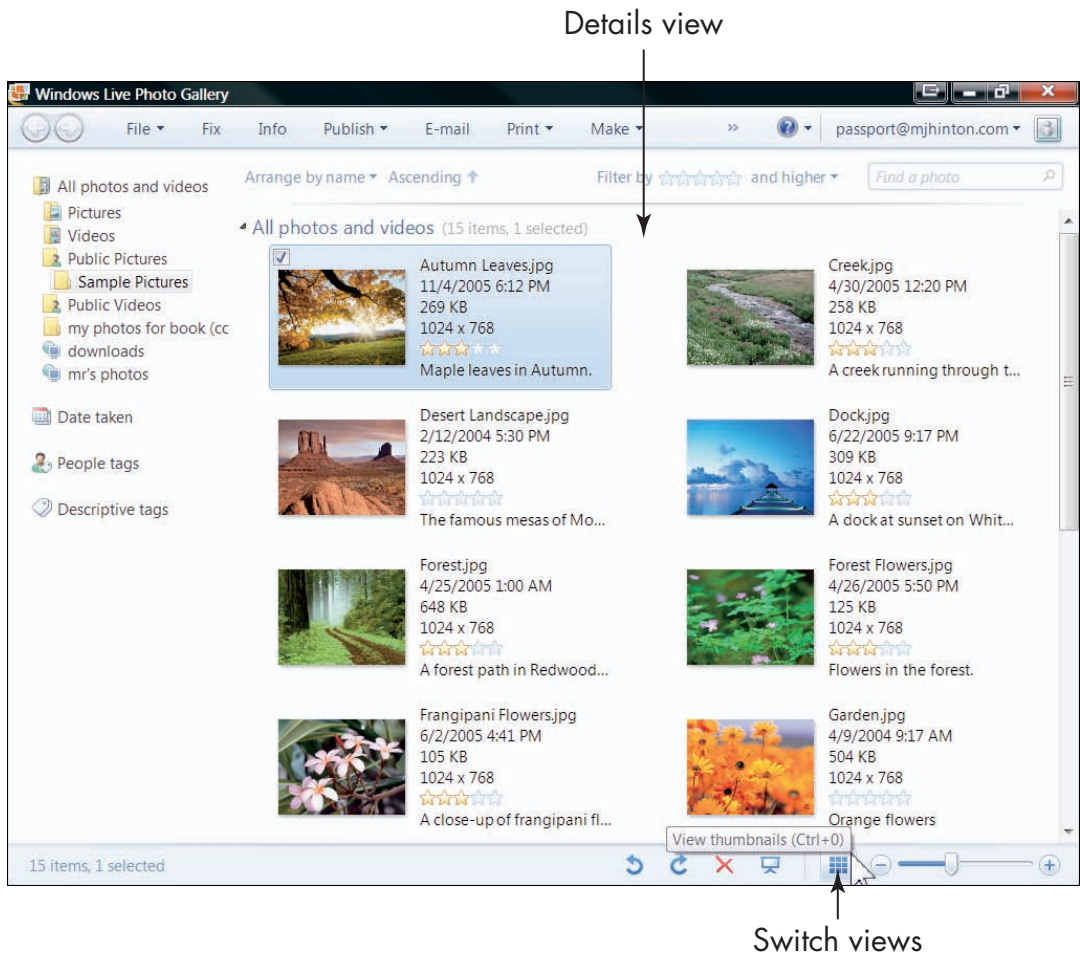 Details view
Windows Live Photo Gallery
File Fix Info Publish E-mail Print Make » passport@mjhinton.com
Arrange by name Ascending Filter by and higher Find a photo
All photos and videos
Pictures
Videos
Public Pictures
Sample Pictures
Public Videos
my photos for book (cc
downloads
mr's photos
Date taken
People tags
Descriptive tags
All photos and videos (15 items, 1 selected)
Autumn Leaves.jpg
11/4/2005 6:12 PM
269 KB
1024 x 768
Maple leaves in Autumn.
Creek.jpg
4/30/2005 12:20 PM
258 KB
1024 x 768
A creek running through t...
Desert Landscape.jpg
2/12/2004 5:30 PM
223 KB
1024 x 768
The famous mesas of Mo...
Dock.jpg
6/22/2005 9:17 PM
309 KB
1024 x 768
A dock at sunset on Whit...
Forest.jpg
4/25/2005 1:00 AM
648 KB
1024 x 768
A forest path in Redwood...
Forest Flowers.jpg
4/26/2005 5:50 PM
125 KB
1024 x 768
Flowers in the forest.
Frangipani Flowers.jpg
6/2/2005 4:41 PM
105 KB
1024 x 768
A close-up of frangipani fl...
Garden.jpg
4/9/2004 9:17 AM
504 KB
1024 x 768
Orange flowers
View thumbnails (Ctrl+0)
15 items, 1 selected
Switch views